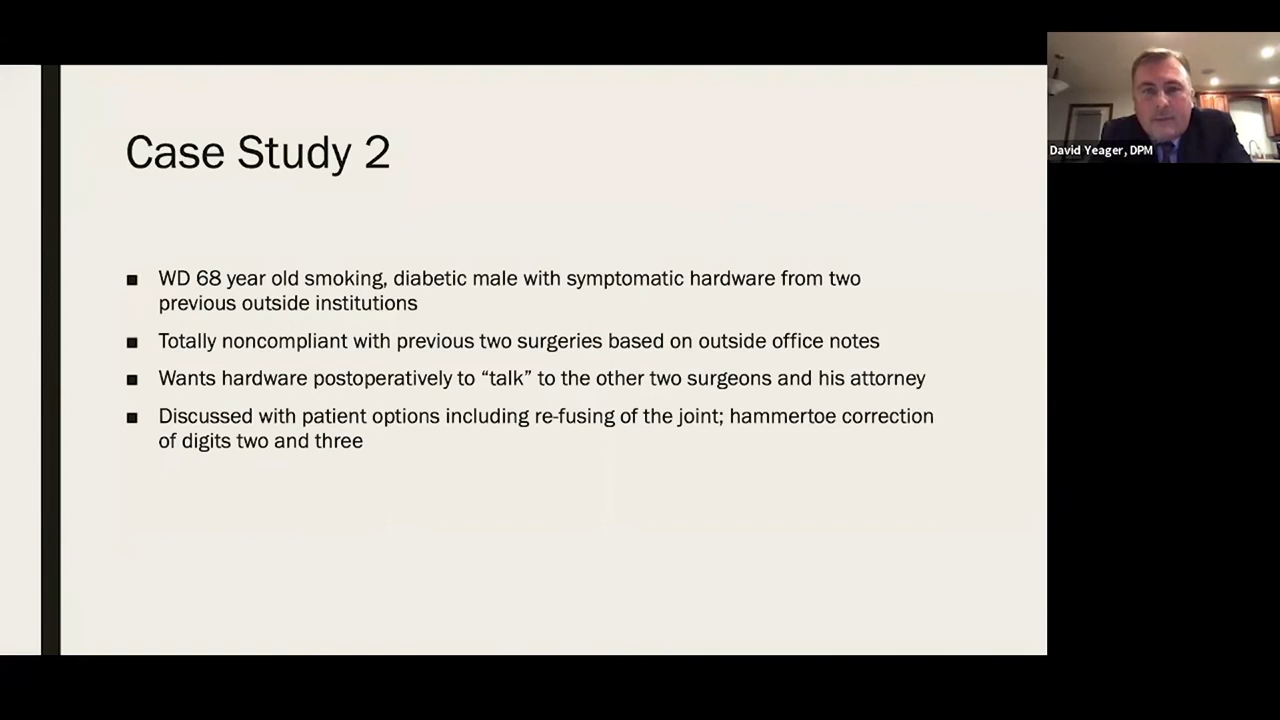 Case Study 2
David Yeager, DPM
■ WD 68 year old smoking, diabetic male with symptomatic hardware from two
previous outside institutions
■ Totally noncompliant with previous two surgeries based on outside office notes
■ Wants hardware postoperatively to “talk” to the other two surgeons and his attorney
■ Discussed with patient options including re-fusing of the joint; hammertoe correction
of digits two and three